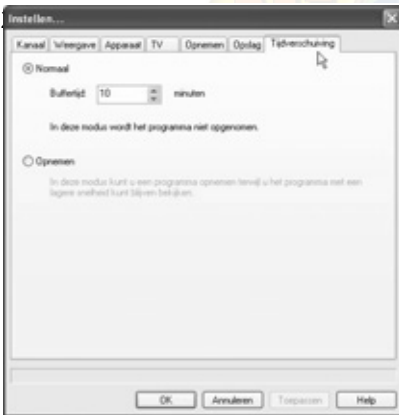 Instellen...
Kanaal Weergave Apparaat TV Opnemen Opslag Tijdverschuiving
Normaal
Buffertijd 10 minuten
In deze modus wordt het programma niet opgenomen.
Opnemen
In deze modus kunt u een programma opnemen terwijl u het programma met een
lagere snelheid kunt blijven bekijken.
OK Annuleren Toepassen Help